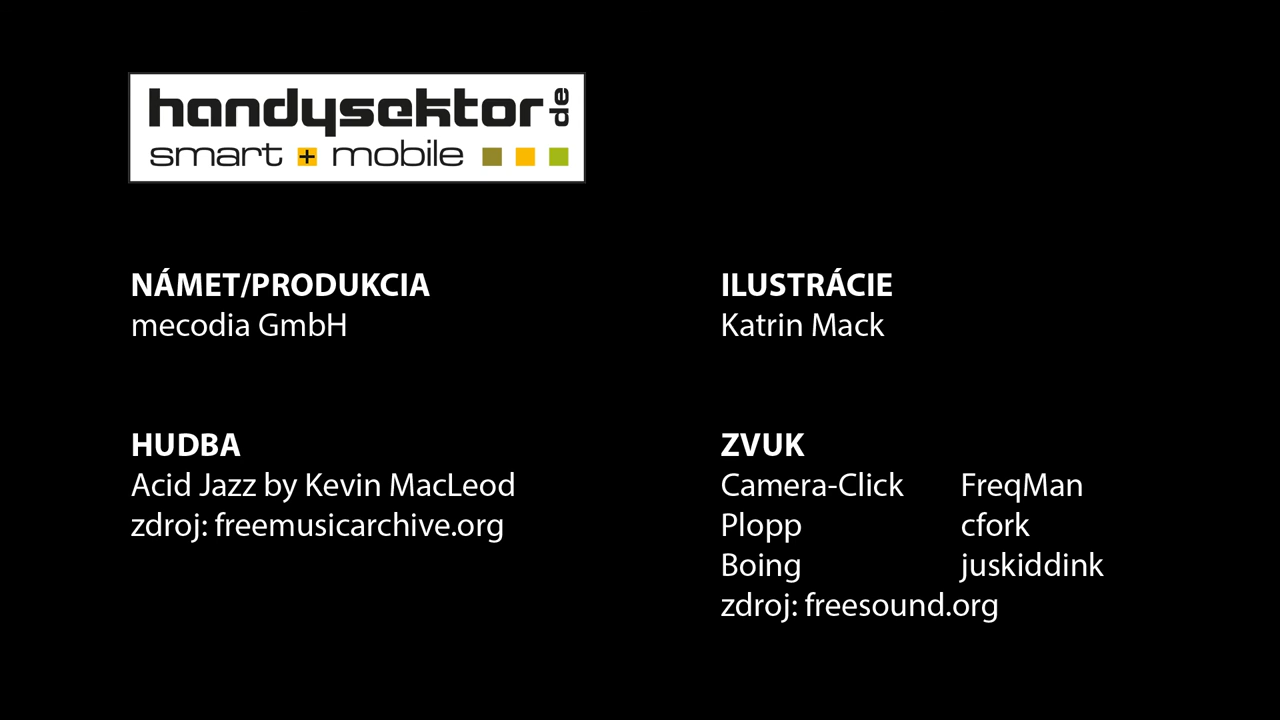 handysektor.de
smart + mobile
NÁMET/PRODUKCIA
mecodia GmbH
ILUSTRÁCIE
Katrin Mack
HUDBA
Acid Jazz by Kevin MacLeod
zdroj: freemusicarchive.org
ZVUK
Camera-Click FreqMan
Plopp cfork
Boing juskiddink
zdroj: freesound.org